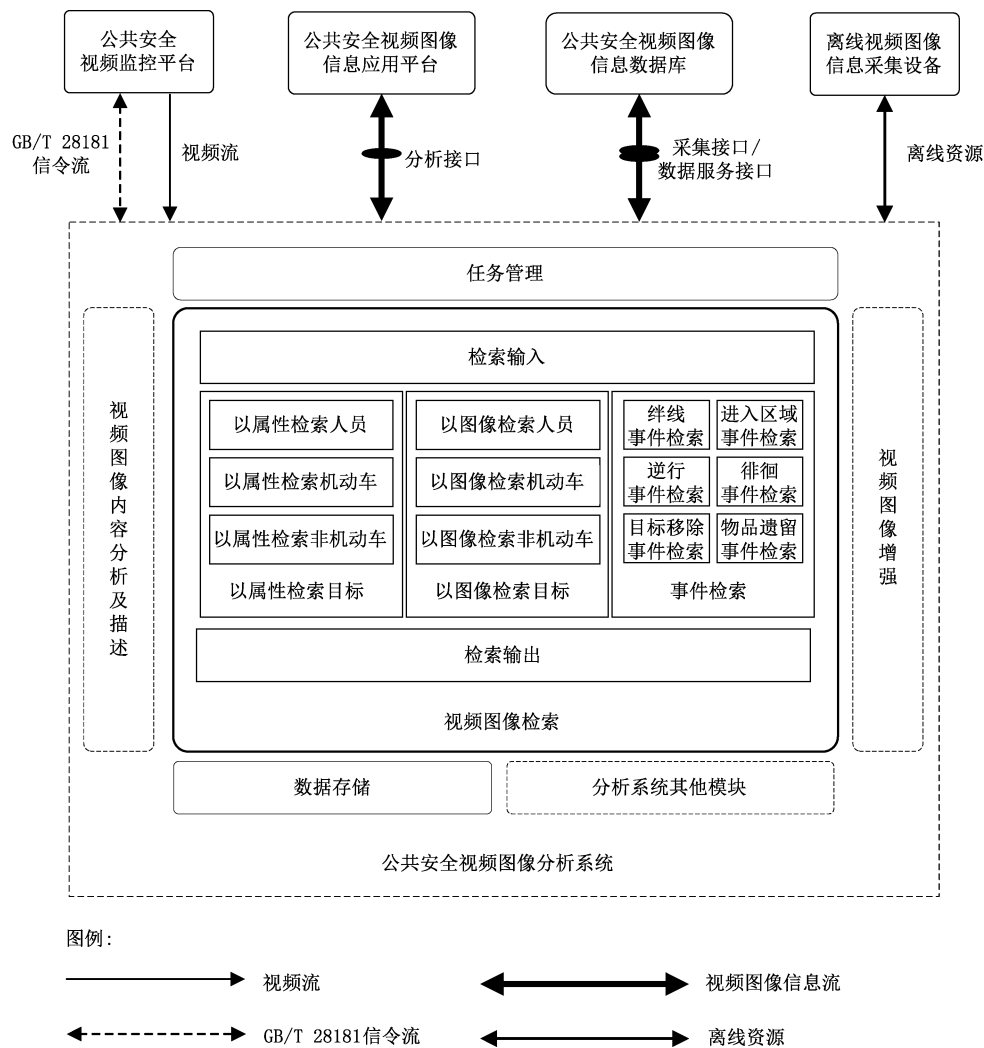 公共安全
视频监控平台
公共安全视频图像
信息应用平台
公共安全视频图像
信息数据库
离线视频图像
信息采集设备
GB/T 28181
信令流
视频流
分析接口
采集接口/
数据服务接口
离线资源
任务管理
视频图像内容分析及描述
检索输入
以属性检索人员
以属性检索机动车
以属性检索非机动车
以属性检索目标
以图像检索人员
以图像检索机动车
以图像检索非机动车
以图像检索目标
绊线
事件检索
进入区域
事件检索
逆行
事件检索
徘徊
事件检索
目标移除
事件检索
物品遗留
事件检索
事件检索
检索输出
视频图像检索
视频图像增强
数据存储
分析系统其他模块
公共安全视频图像分析系统
图例:
视频流
视频图像信息流
GB/T 28181信令流
离线资源